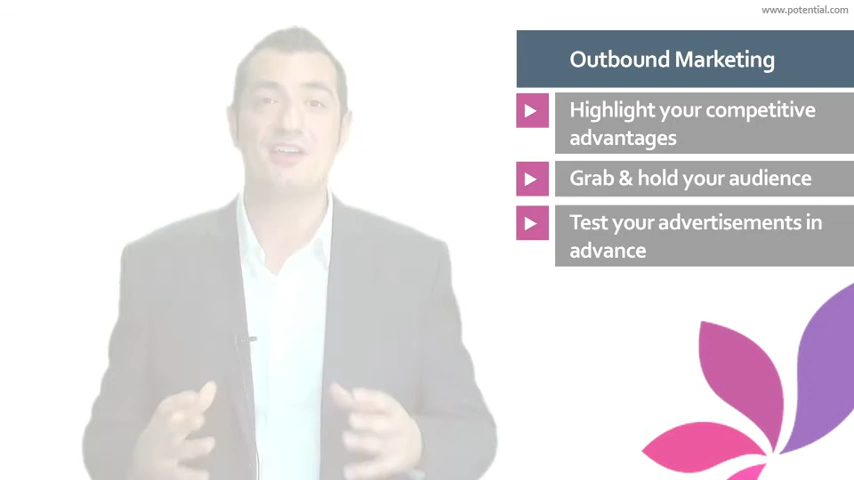 www.potential.com
Outbound Marketing
Highlight your competitive
advantages
Grab & hold your audience
Test your advertisements in
advance